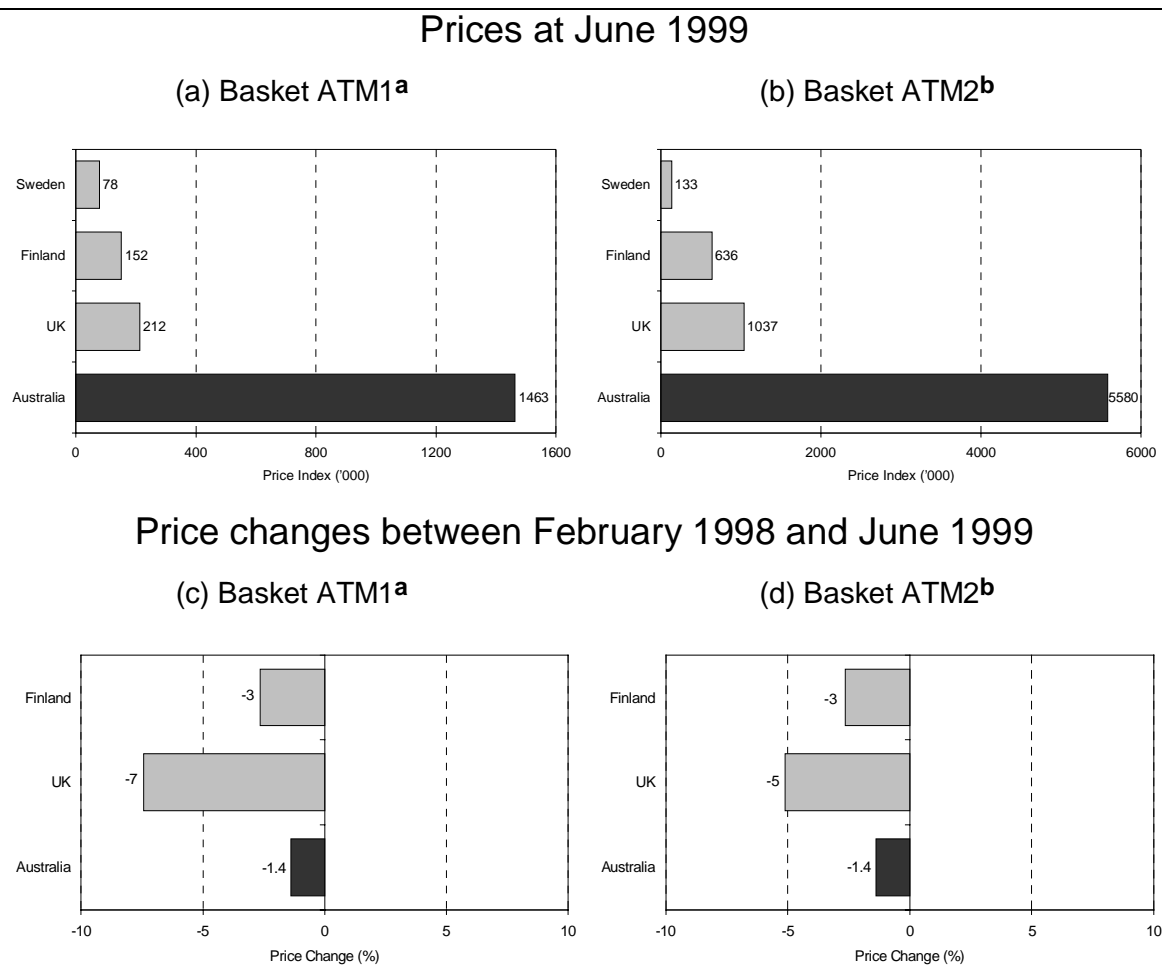 Prices at June 1999
(a) Basket ATM1a
(b) Basket ATM2b
Sweden
78
Finland
152
UK
212
Australia
1463
0 400 800 1200 1600
Price Index ('000)
Sweden
133
Finland
636
UK
1037
Australia
5580
0 2000 4000 6000
Price Index ('000)
Price changes between February 1998 and June 1999
(c) Basket ATM1a
(d) Basket ATM2b
Finland
-3
UK
-7
Australia
-1.4
-10 -5 0 5 10
Price Change (%)
Finland
-3
UK
-5
Australia
-1.4
-10 -5 0 5 10
Price Change (%)